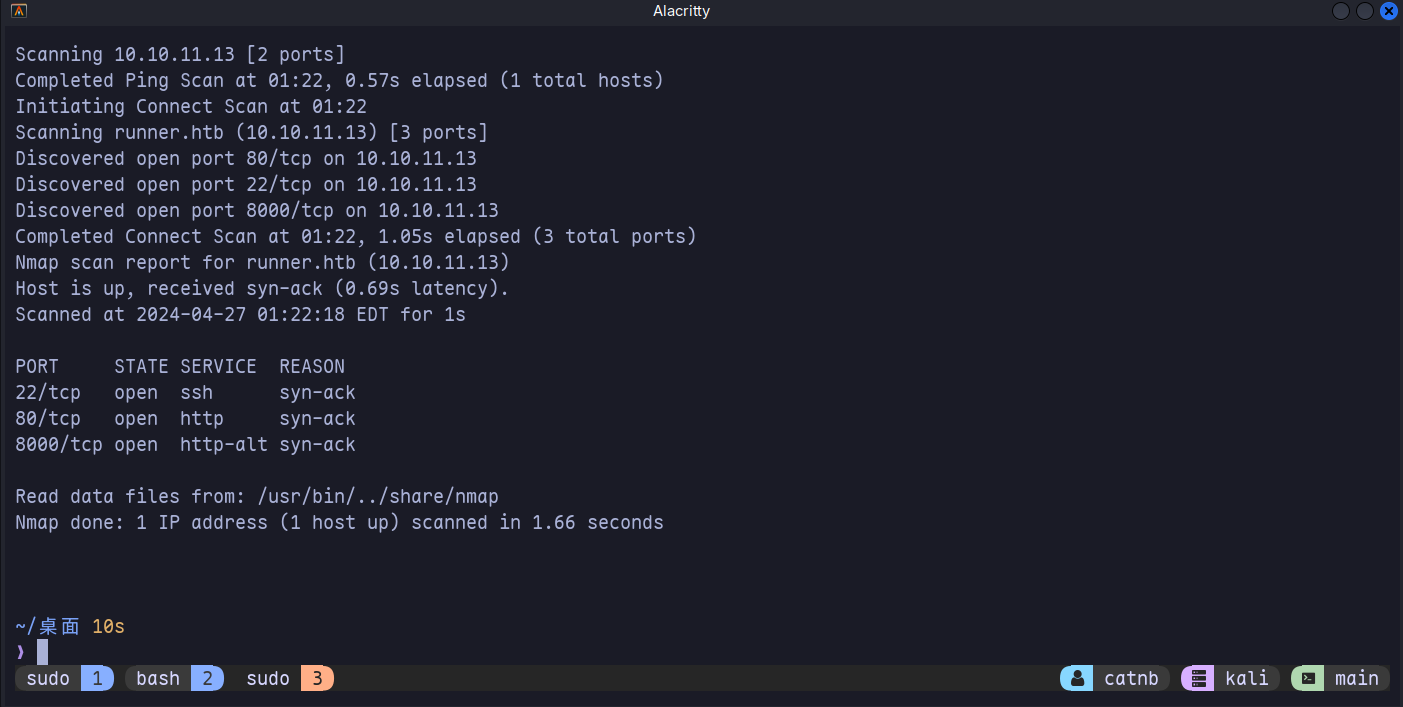 Alacritty
Scanning 10.10.11.13 [2 ports]
Completed Ping Scan at 01:22, 0.57s elapsed (1 total hosts)
Initiating Connect Scan at 01:22
Scanning runner.htb (10.10.11.13) [3 ports]
Discovered open port 80/tcp on 10.10.11.13
Discovered open port 22/tcp on 10.10.11.13
Discovered open port 8000/tcp on 10.10.11.13
Completed Connect Scan at 01:22, 1.05s elapsed (3 total ports)
Nmap scan report for runner.htb (10.10.11.13)
Host is up, received syn-ack (0.69s latency).
Scanned at 2024-04-27 01:22:18 EDT for 1s
PORT     STATE SERVICE  REASON
22/tcp   open  ssh      syn-ack
80/tcp   open  http     syn-ack
8000/tcp open  http-alt syn-ack
Read data files from: /usr/bin/../share/nmap
Nmap done: 1 IP address (1 host up) scanned in 1.66 seconds
~/桌面 10s
❯
sudo 1 bash 2 sudo 3 catnb kali main